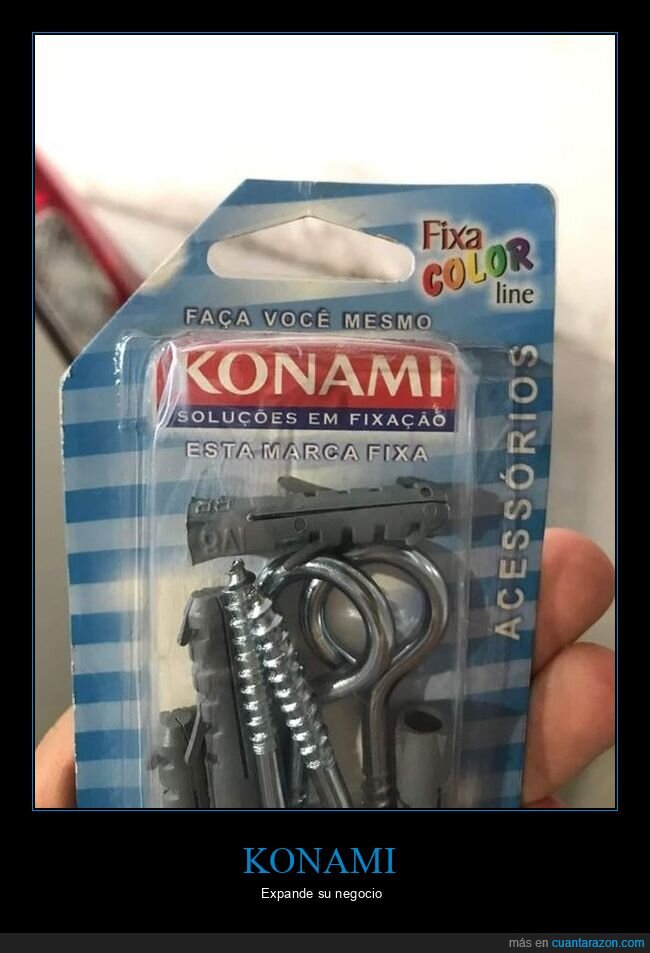 Fixa
COLOR
line
FAÇA VOCÊ MESMO
KONAMI
SOLUÇÕES EM FIXAÇÃO
ESTA MARCA FIXA
ACESSÓRIOS
V8
KONAMI
Expande su negocio
más en cuantarazon.com